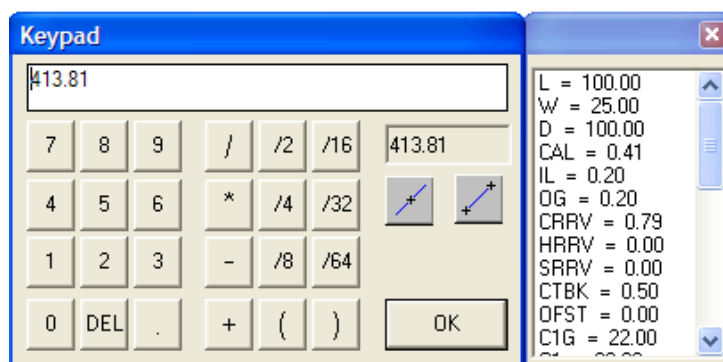 Keypad
413.81
7 8 9 / /2 /16 413.81
4 5 6 * /4 /32
1 2 3 - /8 /64
0 DEL . + ( ) OK
L = 100.00
W = 25.00
D = 100.00
CAL = 0.41
IL = 0.20
OG = 0.20
CRRV = 0.79
HRRV = 0.00
SRRV = 0.00
CTBK = 0.50
OFST = 0.00
C1G = 22.00